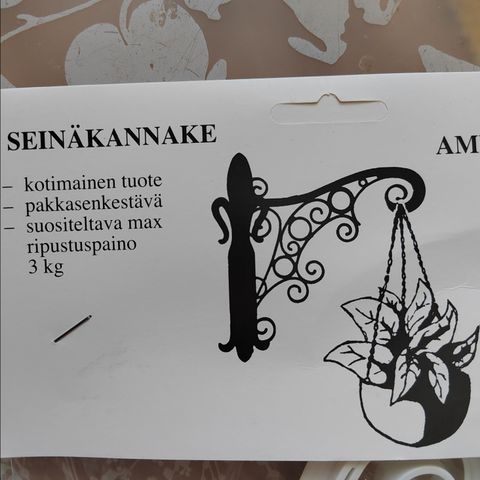 SEINÄKANNAKE
– kotimainen tuote
– pakkasenkestävä
– suositeltava max
ripustuspaino
3 kg